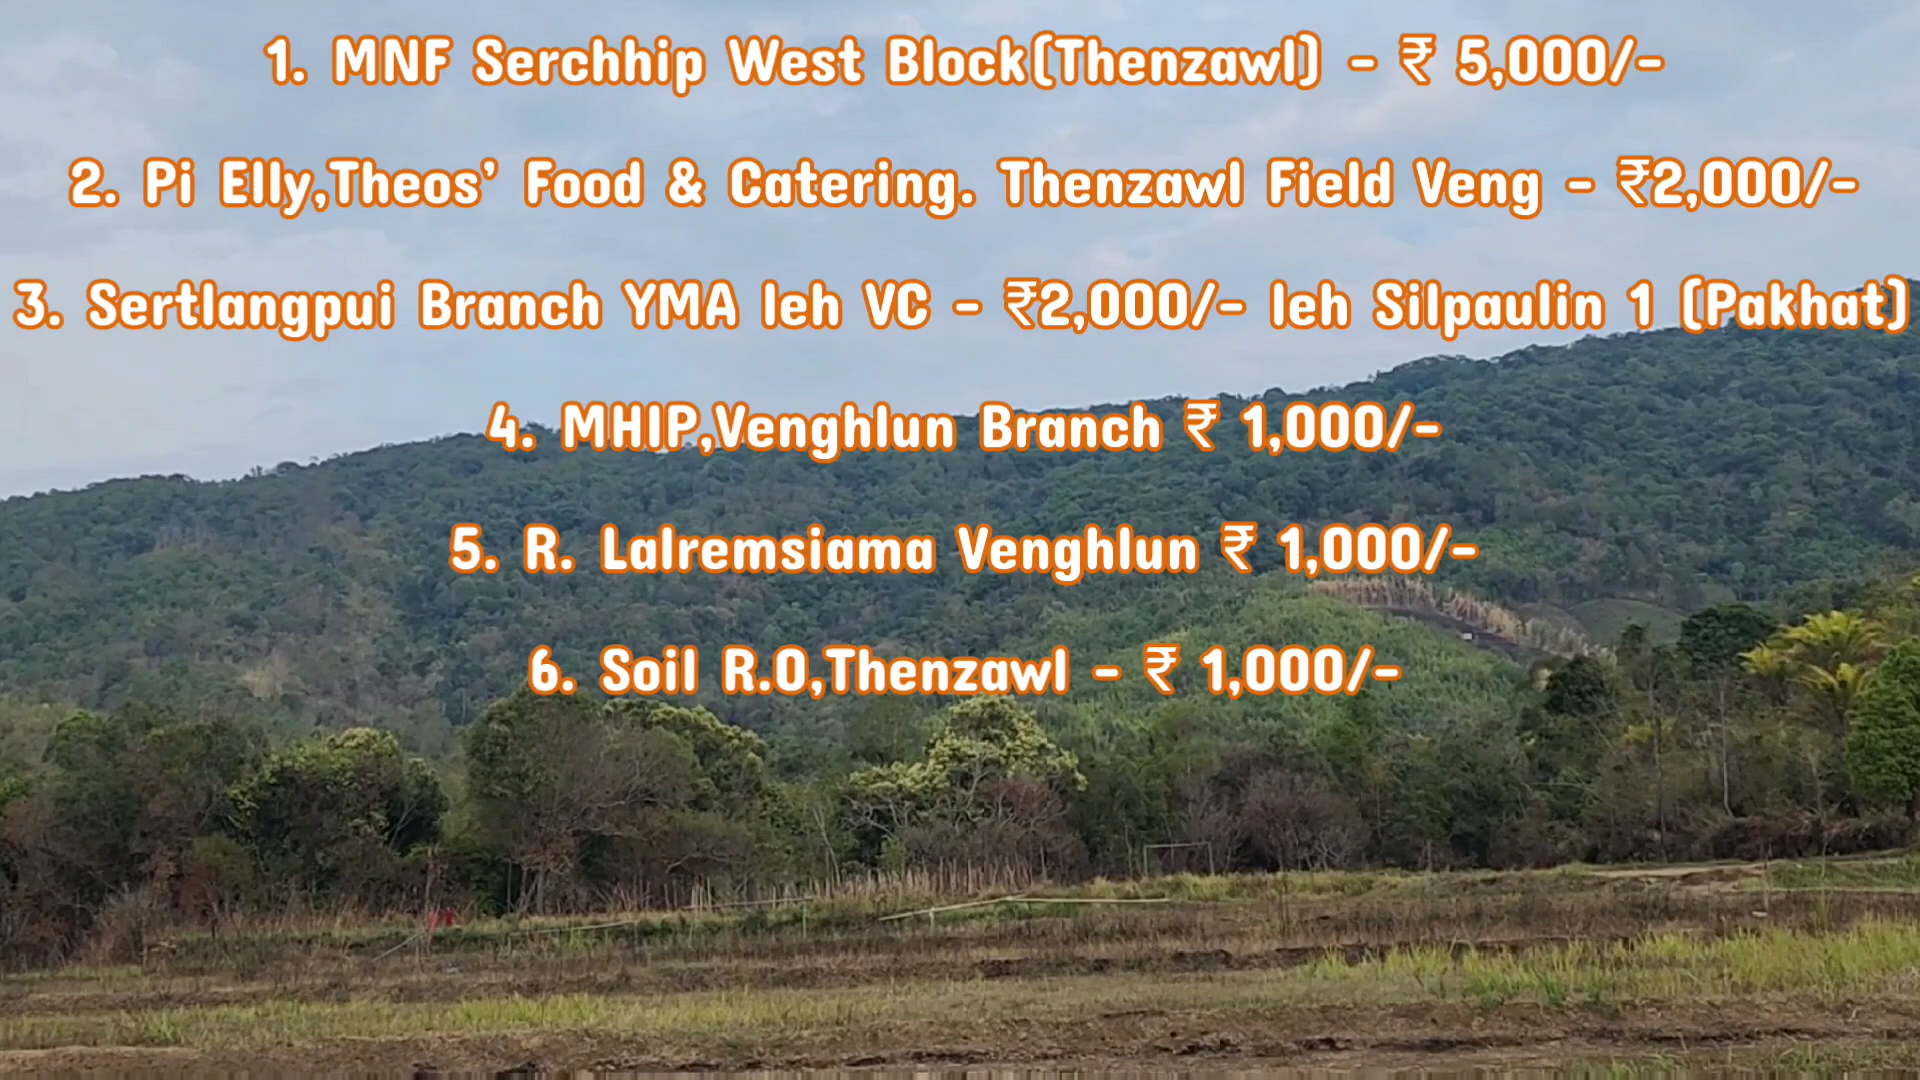 1. MNF Serchhip West Block(Thenzawl) - ₹ 5,000/-
2. Pi Elly,Theos’ Food & Catering. Thenzawl Field Veng - ₹2,000/-
3. Sertlangpui Branch YMA leh VC - ₹2,000/- leh Silpaulin 1 (Pakhat)
4. MHIP,Venghlun Branch ₹ 1,000/-
5. R. Lalremsiama Venghlun ₹ 1,000/-
6. Soil R.O,Thenzawl - ₹ 1,000/-